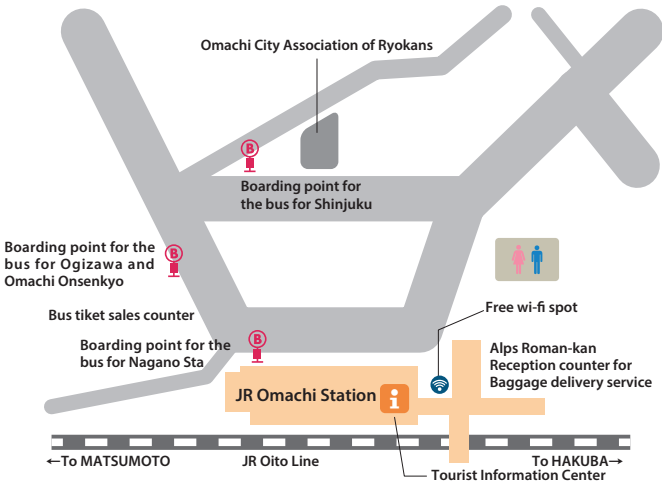 Omachi City Association of Ryokans
B
Boarding point for
the bus for Shinjuku
Boarding point for the
bus for Ogizawa and
Omachi Onsenkyo
B
Bus tiket sales counter
Free wi-fi spot
Boarding point for the
bus for Nagano Sta
B
Alps Roman-kan
Reception counter for
Baggage delivery service
JR Omachi Station
i
←To MATSUMOTO
JR Oito Line
To HAKUBA→
Tourist Information Center